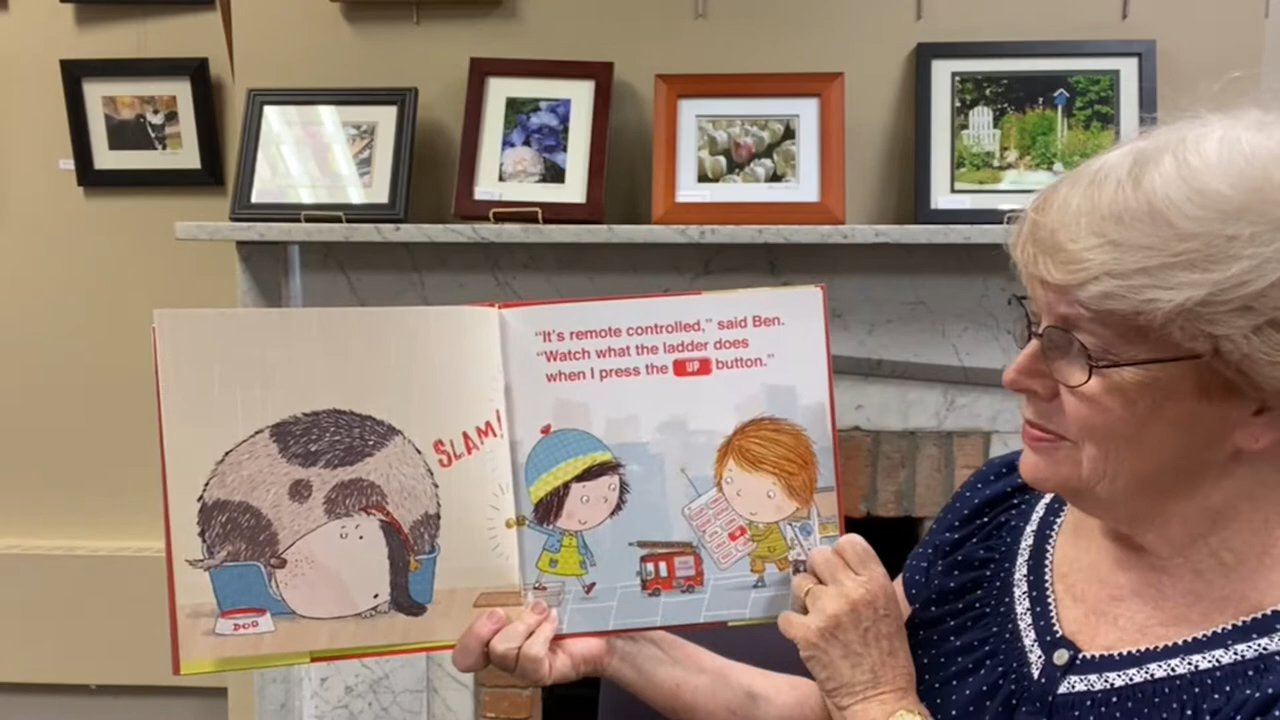 SLAM!
DOG
"It's remote controlled," said Ben.
"Watch what the ladder does
when I press the UP button."